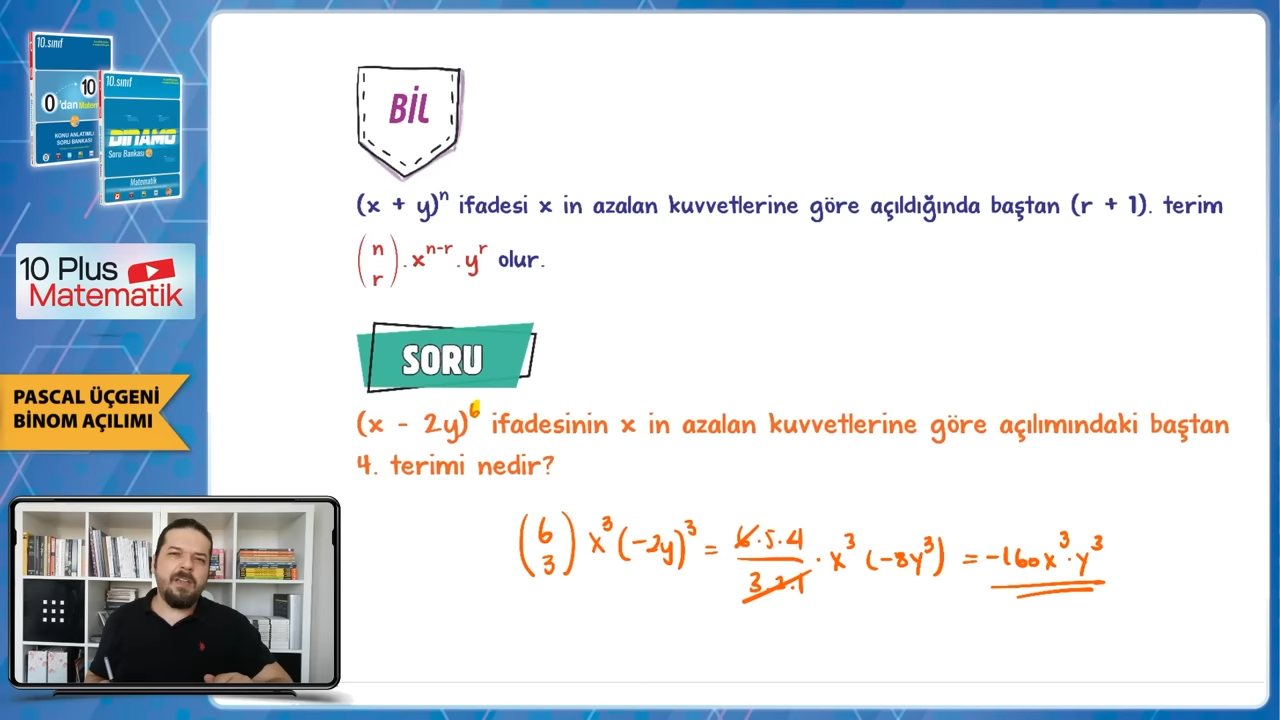 10.sınıf
0'dan 10 Matem
KONU ANLATIMLI
SORU BANKASI
10.sınıf
DINAMO
Soru Bankası
Matematik
10 Plus
Matematik
PASCAL ÜÇGENİ
BİNOM AÇILIMI
BİL
(x + y)ⁿ ifadesi x in azalan kuvvetlerine göre açıldığında baştan (r + 1). terim
(n r) . xⁿ⁻ʳ . yʳ olur.
SORU
(x - 2y)⁶ ifadesinin x in azalan kuvvetlerine göre açılımındaki baştan
4. terimi nedir?
(6 3) x³ (-2y)³ = 6·5·4 / 3·2·1 · x³ (-8y³) = -160x³·y³